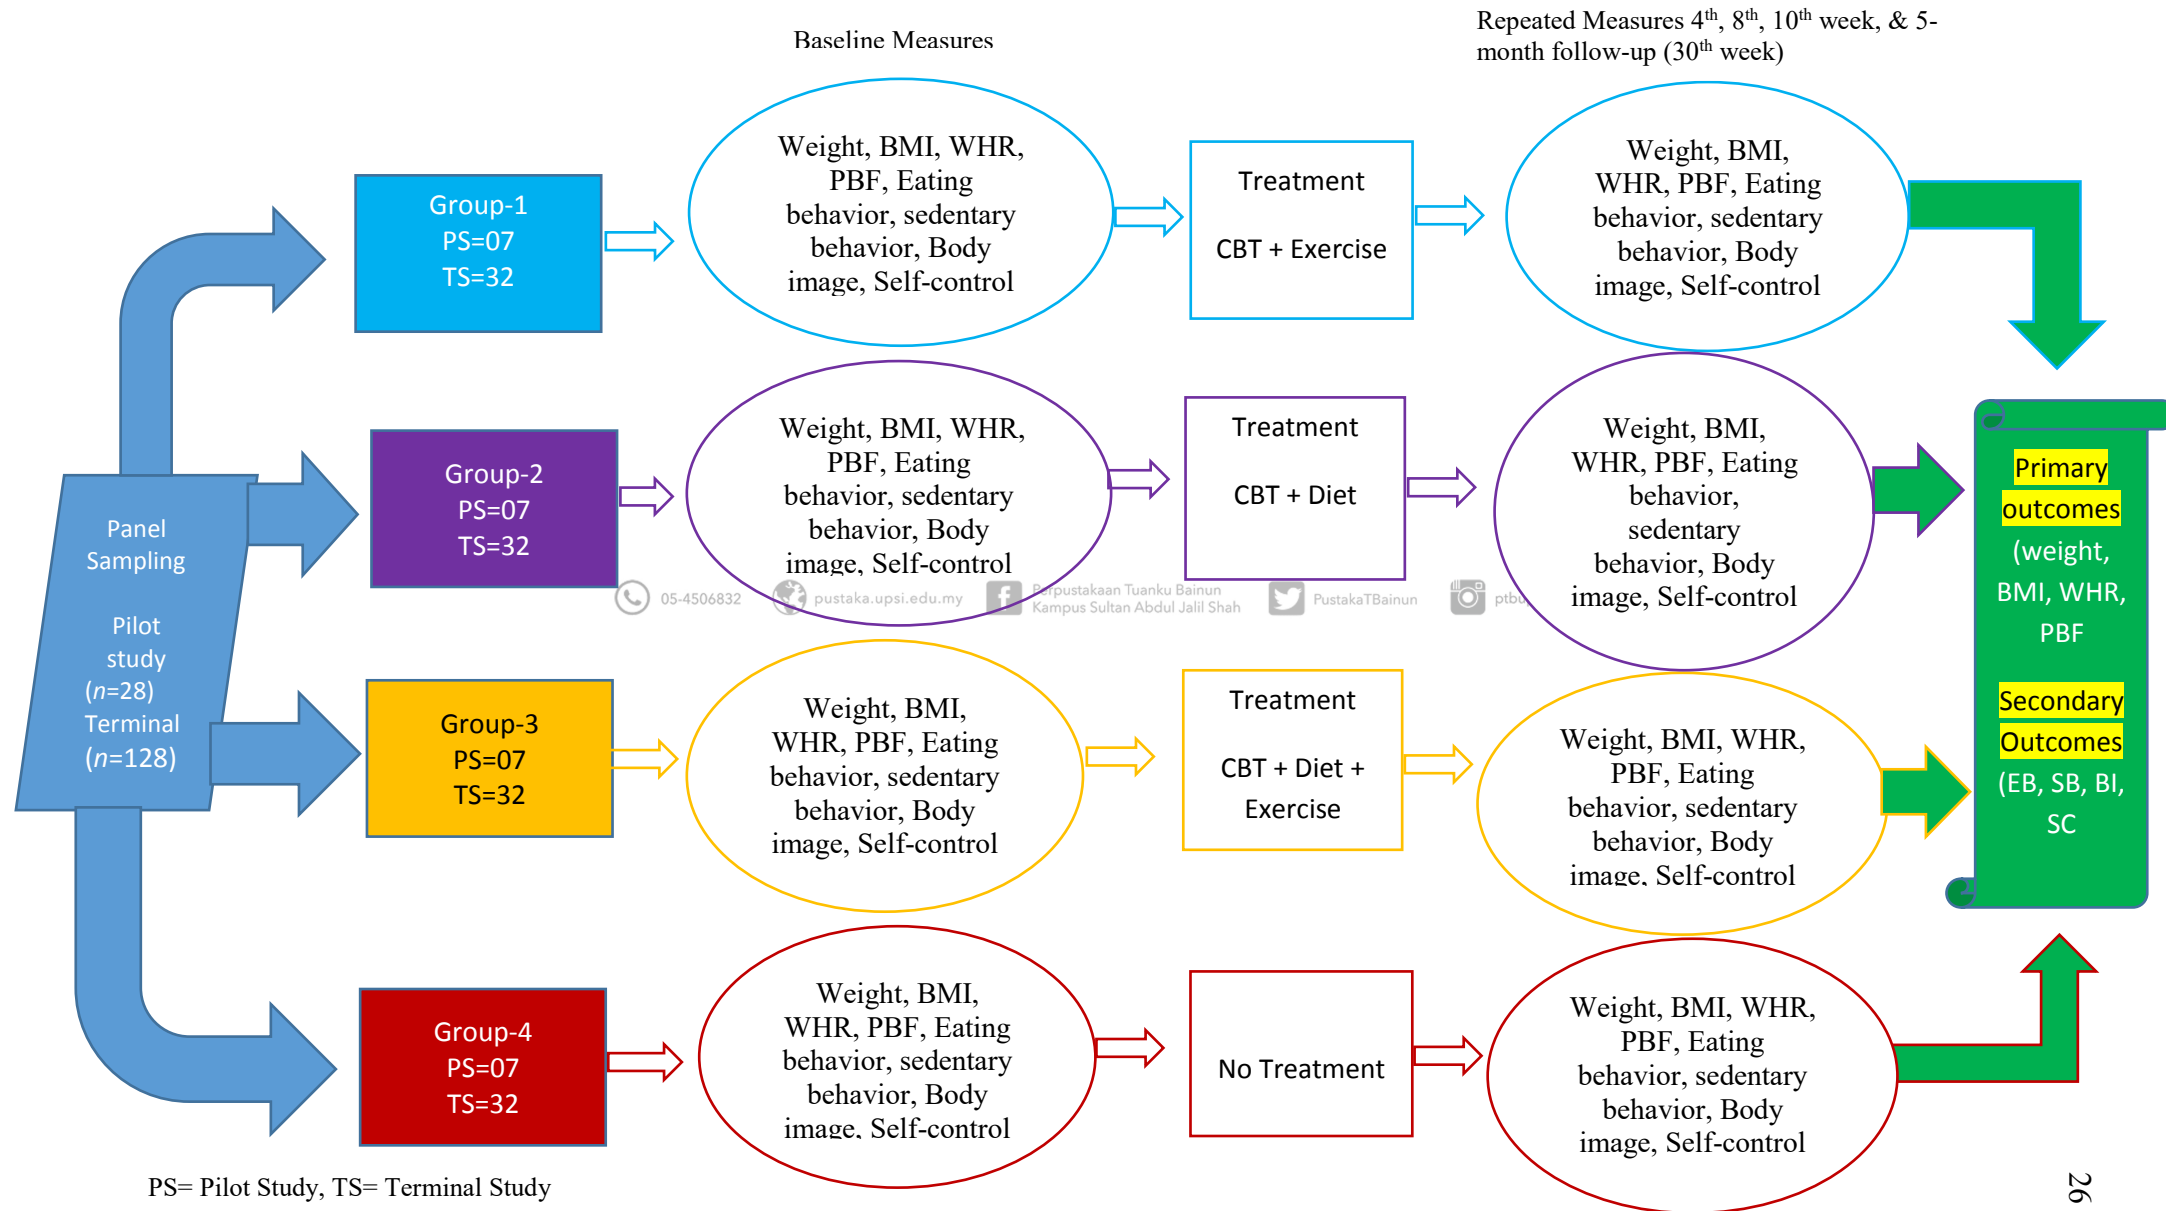 Baseline Measures
Repeated Measures 4th, 8th, 10th week, & 5-
month follow-up (30th week)
Panel
Sampling
Pilot
study
(n=28)
Terminal
(n=128)
Group-1
PS=07
TS=32
Weight, BMI, WHR,
PBF, Eating
behavior, sedentary
behavior, Body
image, Self-control
Treatment
CBT + Exercise
Weight, BMI,
WHR, PBF, Eating
behavior, sedentary
behavior, Body
image, Self-control
Group-2
PS=07
TS=32
Weight, BMI, WHR,
PBF, Eating
behavior, sedentary
behavior, Body
image, Self-control
Treatment
CBT + Diet
Weight, BMI,
WHR, PBF, Eating
behavior,
sedentary
behavior, Body
image, Self-control
05-4506832
pustaka.upsi.edu.my
Perpustakaan Tuanku Bainun
Kampus Sultan Abdul Jalil Shah
PustakaTBainun
Group-3
PS=07
TS=32
Weight, BMI,
WHR, PBF, Eating
behavior, sedentary
behavior, Body
image, Self-control
Treatment
CBT + Diet +
Exercise
Weight, BMI, WHR,
PBF, Eating
behavior, sedentary
behavior, Body
image, Self-control
Group-4
PS=07
TS=32
Weight, BMI,
WHR, PBF, Eating
behavior, sedentary
behavior, Body
image, Self-control
No Treatment
Weight, BMI, WHR,
PBF, Eating
behavior, sedentary
behavior, Body
image, Self-control
Primary
outcomes
(weight,
BMI, WHR,
PBF
Secondary
Outcomes
(EB, SB, BI,
SC
PS= Pilot Study, TS= Terminal Study
26